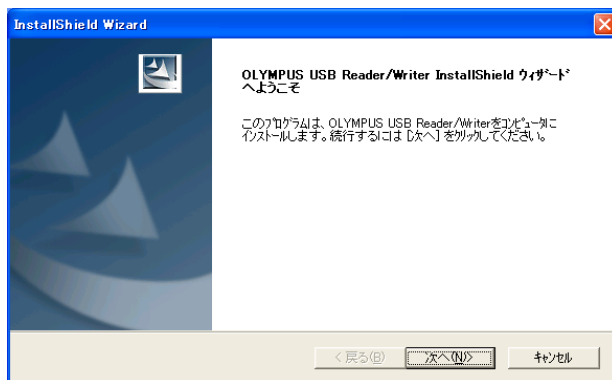 InstallShield Wizard
OLYMPUS USB Reader/Writer InstallShield ウィザード
へようこそ
このプログラムは、OLYMPUS USB Reader/Writerをコンピュータに
インストールします。続行するには [次へ] をクリックしてください。
< 戻る(B)
次へ(N)>
キャンセル